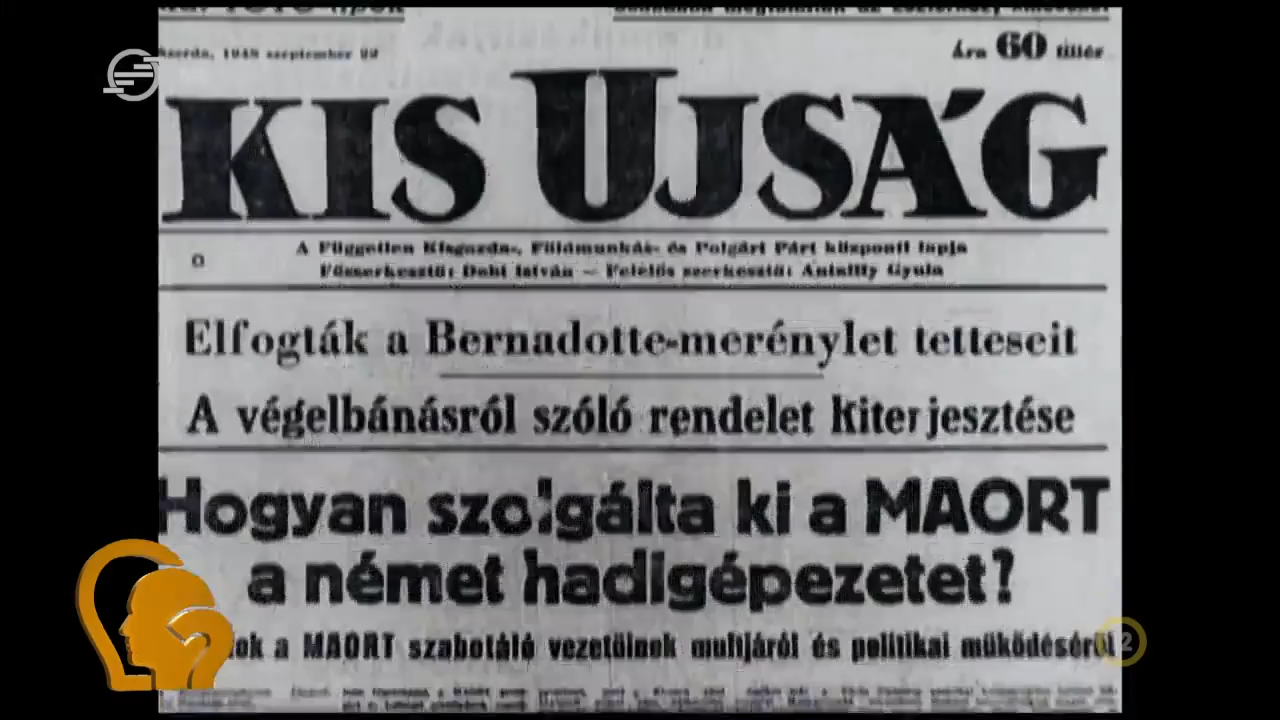 Szerda, 1948 szeptember 22
Ára 60 fillér
KIS UJSÁG
A Független Kisgazda-, Földmunkás- és Polgári Párt központi lapja
Főszerkesztő: Dobi István — Felelős szerkesztő: Antalffy Gyula
Elfogták a Bernadotte-merénylet tetteseit
A végelbánásról szóló rendelet kiterjesztése
Hogyan szolgálta ki a MAORT
a német hadigépezetet?
a MAORT szabotáló vezetőinek multjáról és politikai működéséről